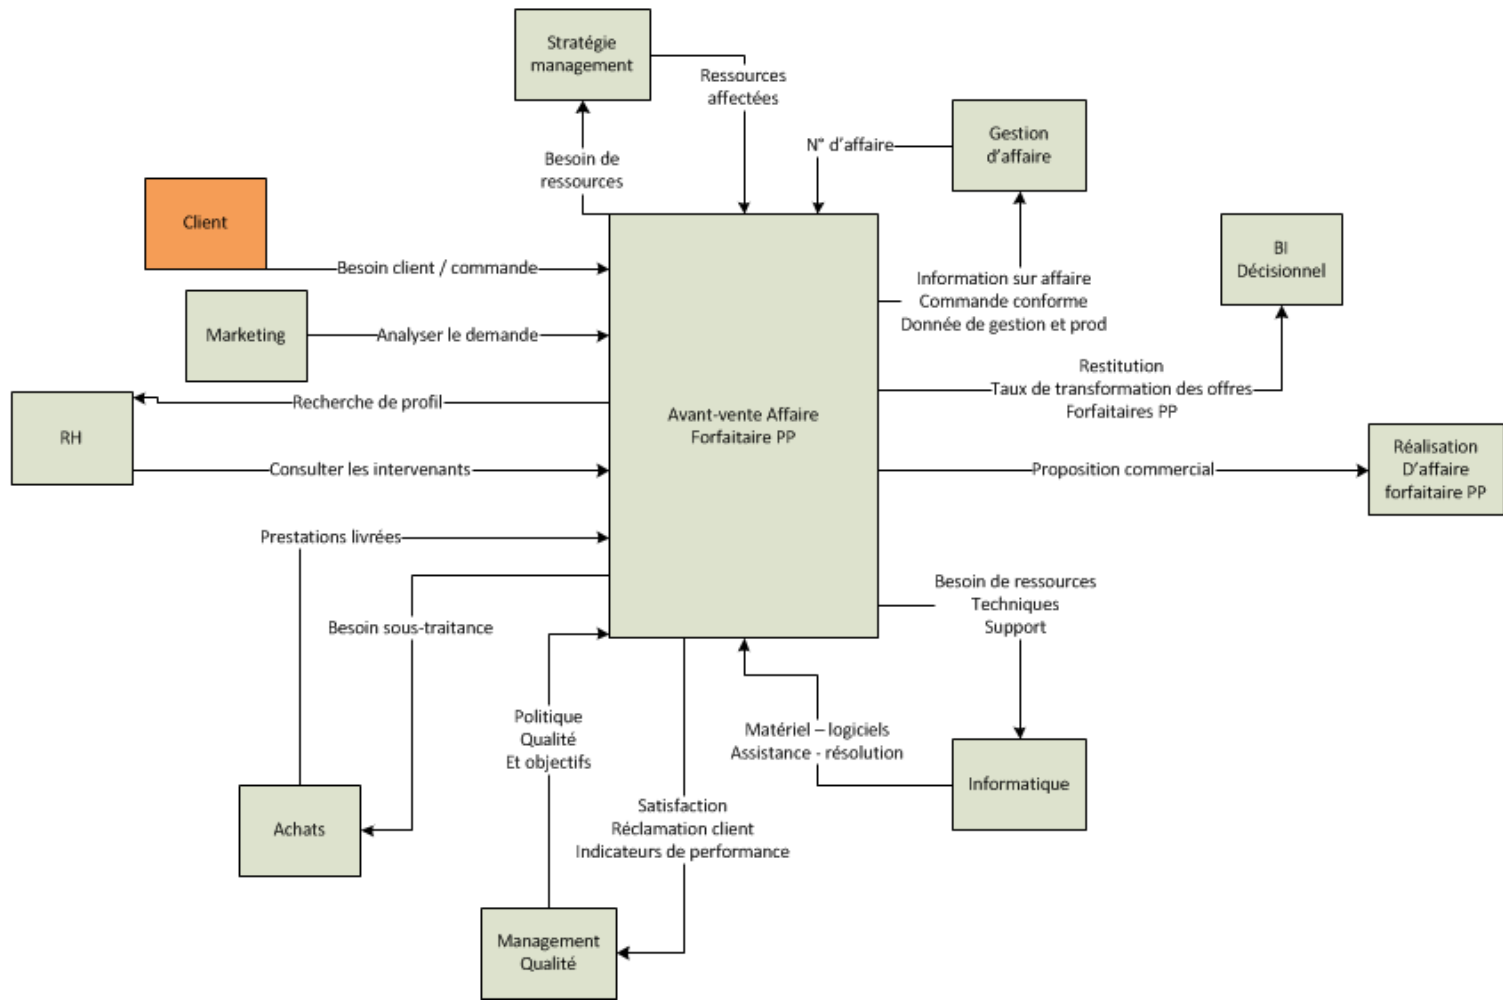 Stratégie
management
Ressources
affectées
Gestion
d'affaire
N° d'affaire
Besoin de
ressources
Client
BI
Décisionnel
Besoin client / commande
Information sur affaire
Commande conforme
Donnée de gestion et prod
Marketing
Analyser le demande
Restitution
Taux de transformation des offres
Forfaitaires PP
Recherche de profil
Avant-vente Affaire
Forfaitaire PP
RH
Consulter les intervenants
Proposition commercial
Réalisation
D'affaire
forfaitaire PP
Prestations livrées
Besoin de ressources
Techniques
Support
Besoin sous-traitance
Politique
Qualité
Et objectifs
Matériel – logiciels
Assistance - résolution
Informatique
Satisfaction
Réclamation client
Indicateurs de performance
Achats
Management
Qualité